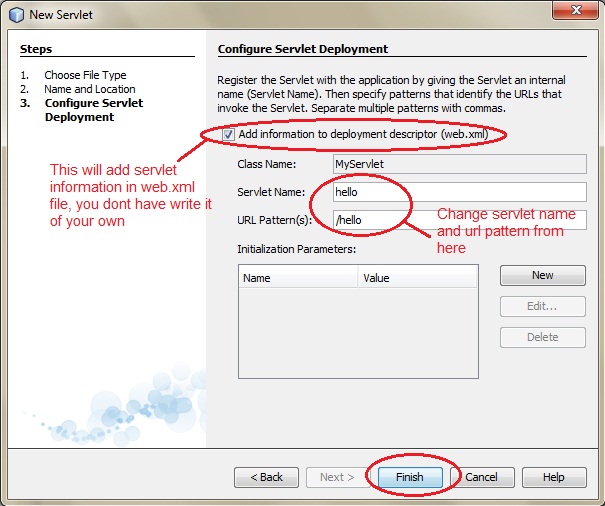 New Servlet
Steps
1. Choose File Type
2. Name and Location
3. Configure Servlet
Deployment
Configure Servlet Deployment
Register the Servlet with the application by giving the Servlet an internal
name (Servlet Name). Then specify patterns that identify the URLs that
invoke the Servlet. Separate multiple patterns with commas.
Add information to deployment descriptor (web.xml)
This will add servlet
information in web.xml
file, you dont have write it
of your own
Class Name: MyServlet
Servlet Name: hello
URL Pattern(s): /hello
Change servlet name
and url pattern from
here
Initialization Parameters:
Name Value
New
Edit...
Delete
< Back Next > Finish Cancel Help